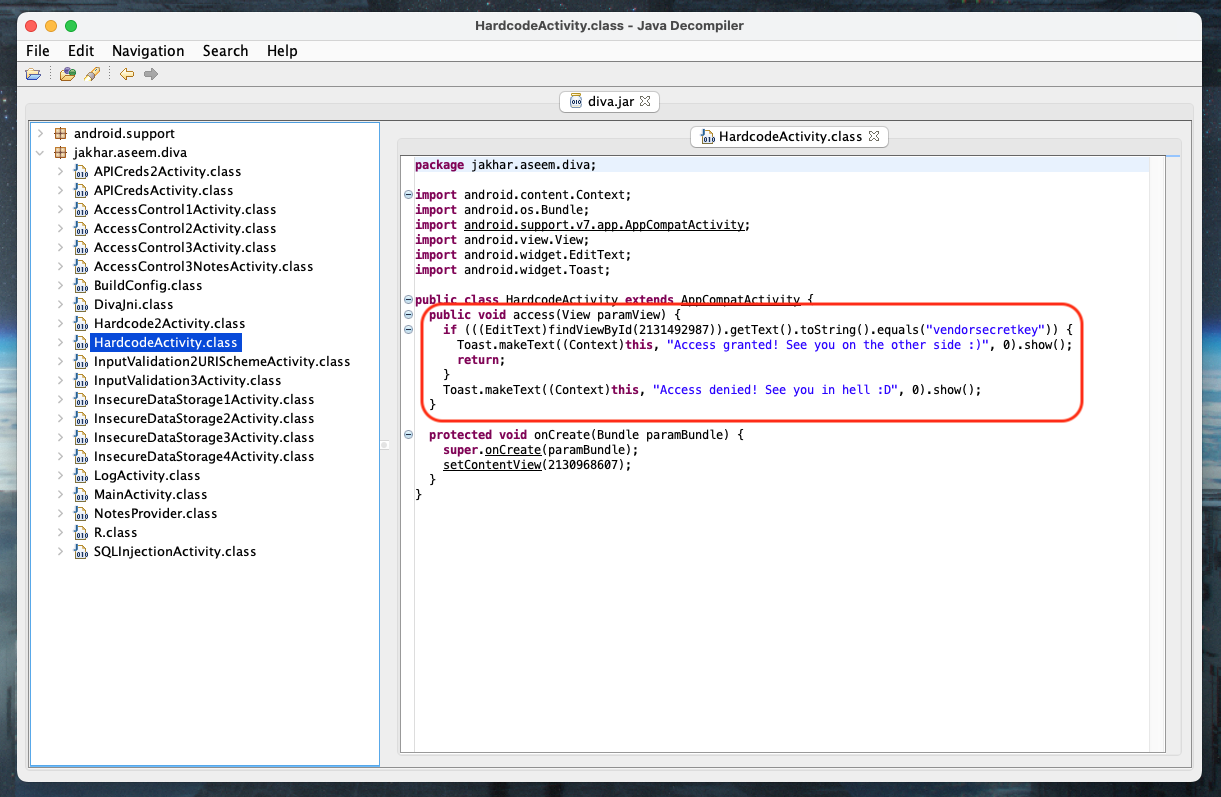 HardcodeActivity.class - Java Decompiler
File Edit Navigation Search Help
diva.jar
android.support
jakhar.aseem.diva
APICreds2Activity.class
APICredsActivity.class
AccessControl1Activity.class
AccessControl2Activity.class
AccessControl3Activity.class
AccessControl3NotesActivity.class
BuildConfig.class
DivaJni.class
Hardcode2Activity.class
HardcodeActivity.class
InputValidation2URISchemeActivity.class
InputValidation3Activity.class
InsecureDataStorage1Activity.class
InsecureDataStorage2Activity.class
InsecureDataStorage3Activity.class
InsecureDataStorage4Activity.class
LogActivity.class
MainActivity.class
NotesProvider.class
R.class
SQLInjectionActivity.class
HardcodeActivity.class
package jakhar.aseem.diva;
import android.content.Context;
import android.os.Bundle;
import android.support.v7.app.AppCompatActivity;
import android.view.View;
import android.widget.EditText;
import android.widget.Toast;
public class HardcodeActivity extends AppCompatActivity {
public void access(View paramView) {
if (((EditText)findViewById(2131492987)).getText().toString().equals("vendorsecretkey")) {
Toast.makeText((Context)this, "Access granted! See you on the other side :)", 0).show();
return;
}
Toast.makeText((Context)this, "Access denied! See you in hell :D", 0).show();
}
protected void onCreate(Bundle paramBundle) {
super.onCreate(paramBundle);
setContentView(2130968607);
}
}